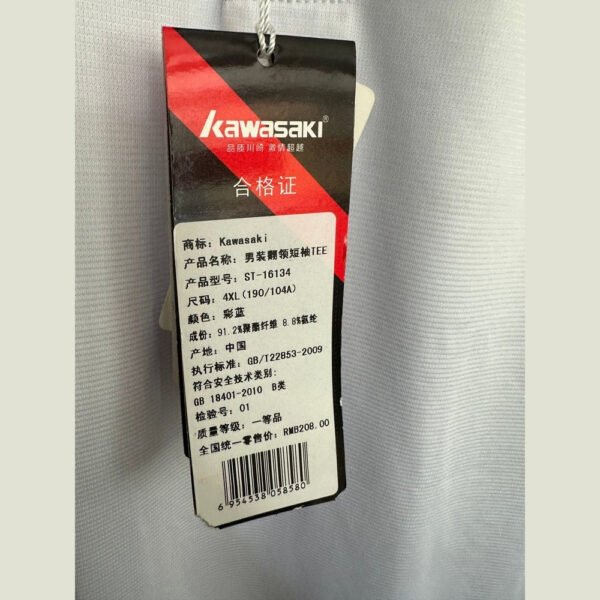 Kawasaki®
品质川崎 激情超越
合格证
商标：Kawasaki
产品名称：男装翻领短袖TEE
产品型号：ST-16134
尺码：4XL(190/104A)
颜色：彩蓝
成份：91.2%聚酯纤维 8.8%氨纶
产地：中国
执行标准：GB/T22853-2009
符合安全技术类别：
GB 18401-2010 B类
检验号：01
质量等级：一等品
全国统一零售价：RMB208.00
6 954538 058580